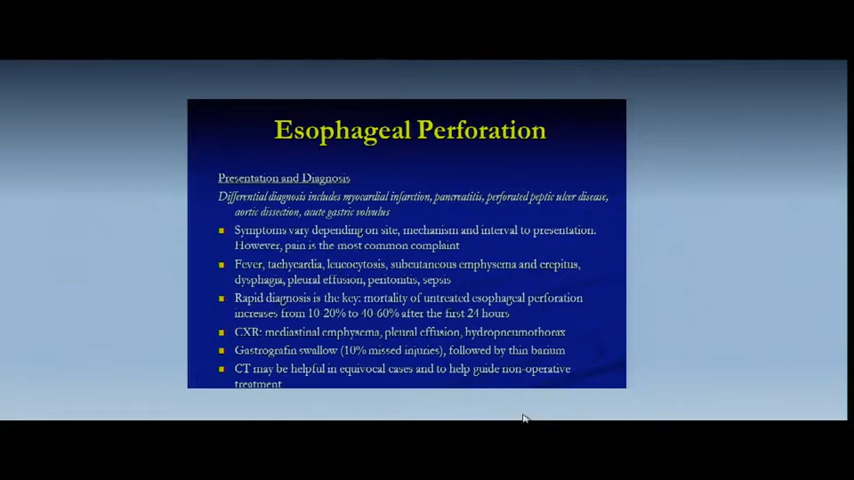 Esophageal Perforation
Presentation and Diagnosis
Differential diagnosis includes myocardial infarction, pancreatitis, perforated peptic ulcer disease,
aortic dissection, acute gastric volvulus
Symptoms vary depending on site, mechanism and interval to presentation.
However, pain is the most common complaint
Fever, tachycardia, leucocytosis, subcutaneous emphysema and crepitus,
dysphagia, pleural effusion, peritonitis, sepsis
Rapid diagnosis is the key: mortality of untreated esophageal perforation
increases from 10-20% to 40-60% after the first 24 hours
CXR: mediastinal emphysema, pleural effusion, hydropneumothorax
Gastrografin swallow (10% missed injuries), followed by thin barium
CT may be helpful in equivocal cases and to help guide non-operative
treatment